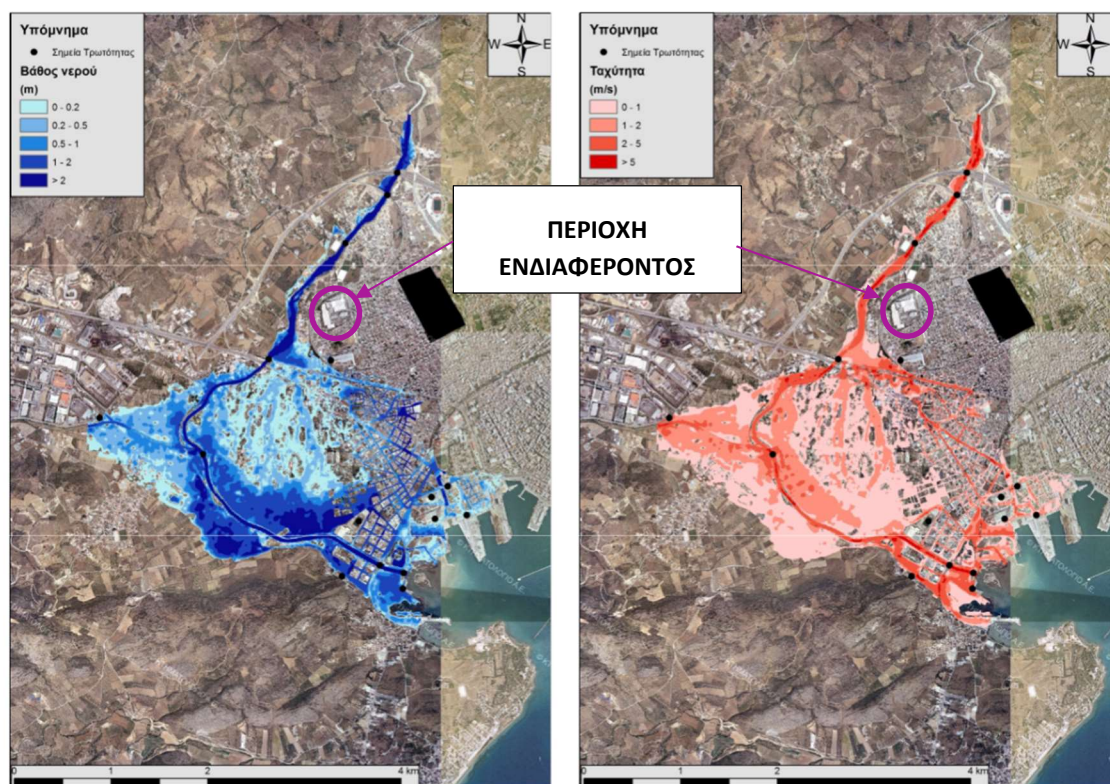 Υπόμνημα
Σημεία Τρωτότητας
Βάθος νερού
(m)
0 - 0.2
0.2 - 0.5
0.5 - 1
1 - 2
> 2
N
W E
S
Υπόμνημα
Σημεία Τρωτότητας
Ταχύτητα
(m/s)
0 - 1
1 - 2
2 - 5
> 5
N
W E
S
ΠΕΡΙΟΧΗ
ΕΝΔΙΑΦΕΡΟΝΤΟΣ
0 1 2 4 km
0 1 2 4 km